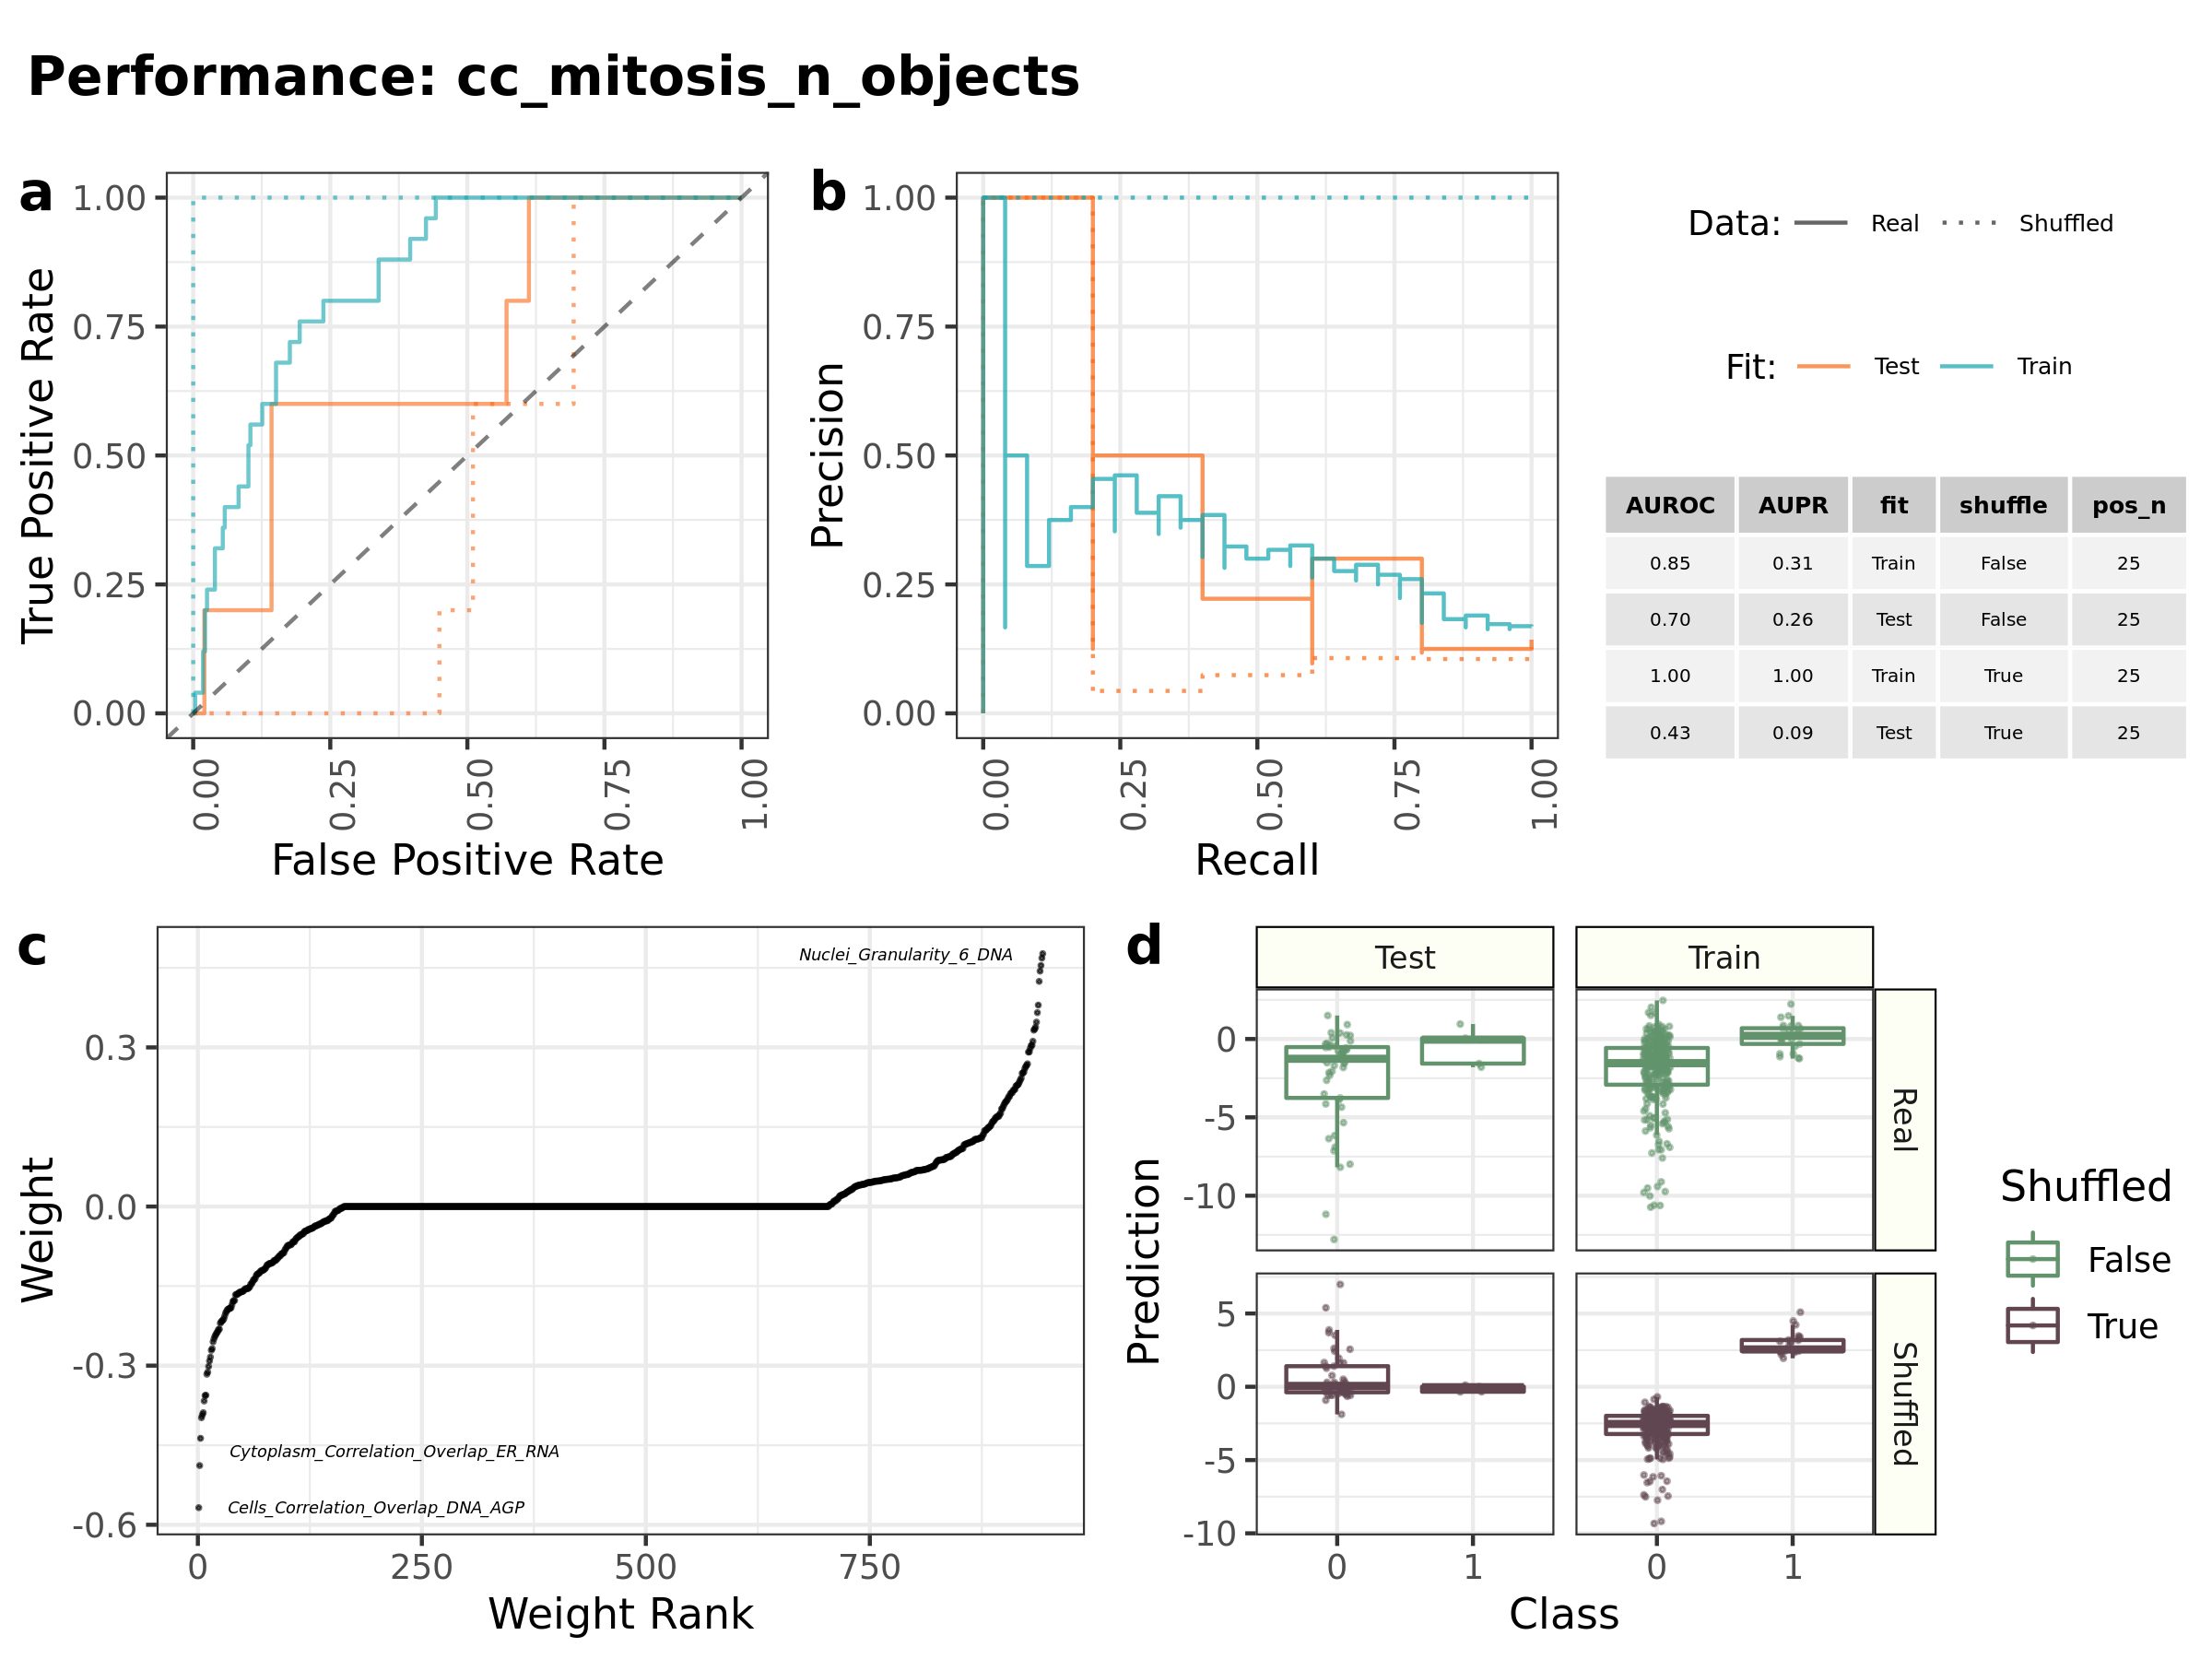 Performance: cc_mitosis_n_objects
a
1.00
0.75
0.50
0.25
0.00
True Positive Rate
0.00
0.25
0.50
0.75
1.00
False Positive Rate
b
1.00
0.75
0.50
0.25
0.00
Precision
0.00
0.25
0.50
0.75
1.00
Recall
Data: Real Shuffled
Fit: Test Train
AUROC AUPR fit shuffle pos_n
0.85 0.31 Train False 25
0.70 0.26 Test False 25
1.00 1.00 Train True 25
0.43 0.09 Test True 25
c
0.3
0.0
-0.3
-0.6
Weight
Nuclei_Granularity_6_DNA
Cytoplasm_Correlation_Overlap_ER_RNA
Cells_Correlation_Overlap_DNA_AGP
0 250 500 750
Weight Rank
d
Test Train
0
-5
-10
Real
5
0
-5
-10
Shuffled
Prediction
0 1 0 1
Class
Shuffled
False
True